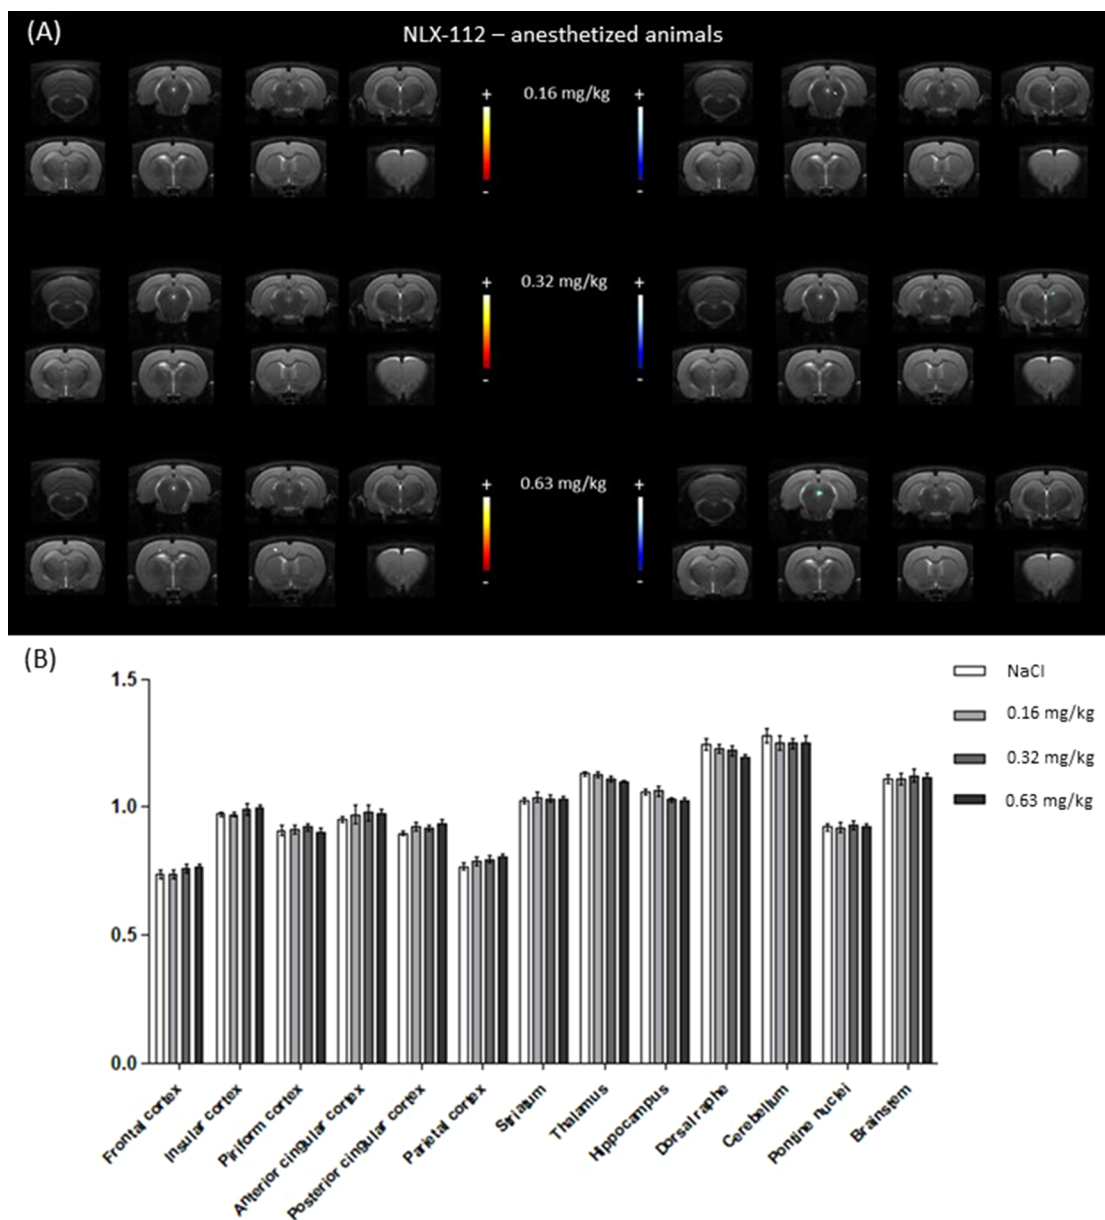 (A)
NLX-112 – anesthetized animals
+ 0.16 mg/kg +
- -
+ 0.32 mg/kg +
- -
+ 0.63 mg/kg +
- -
(B)
1.5
1.0
0.5
0.0
NaCl
0.16 mg/kg
0.32 mg/kg
0.63 mg/kg
Frontal cortex
Insular cortex
Piriform cortex
Anterior cingular cortex
Posterior cingular cortex
Parietal cortex
Striatum
Thalamus
Hippocampus
Dorsal raphe
Cerebellum
Pontine nuclei
Brainstem